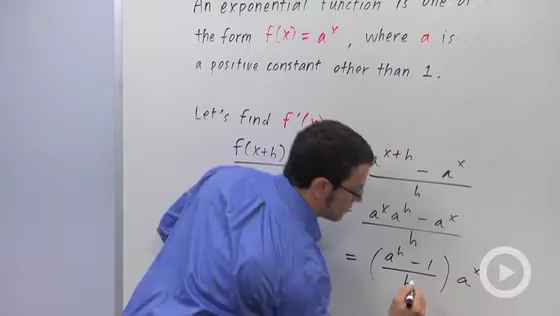 An exponential function is one of
the form f(x) = a^x, where a is
a positive constant other than 1.
Let's find f'(x)
f(x+h) a^{x+h} - a^x
h
a^x a^h - a^x
h
= (a^h - 1) a^x
h